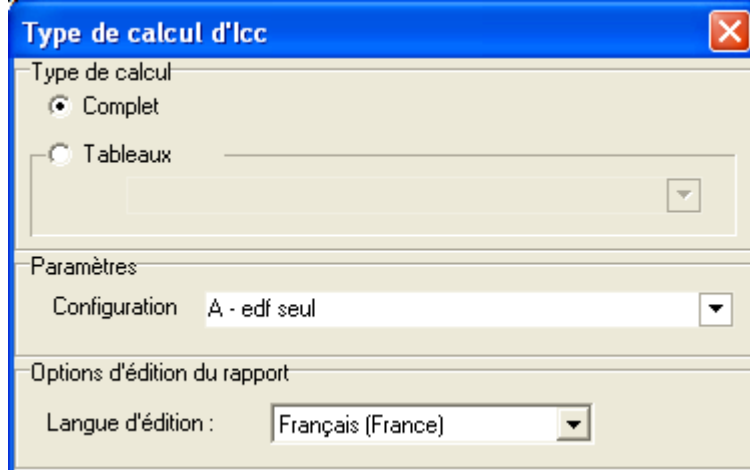 Type de calcul d'Icc
Type de calcul
Complet
Tableaux
Paramètres
Configuration A - edf seul
Options d'édition du rapport
Langue d'édition : Français (France)